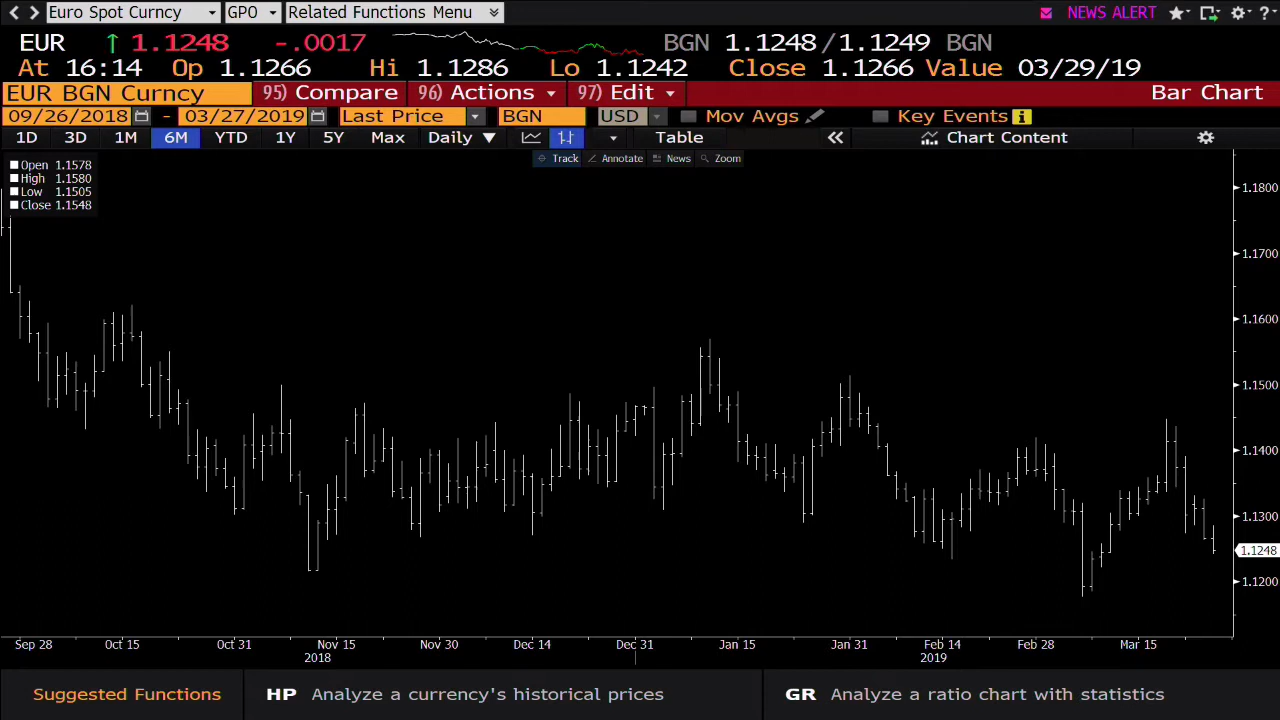 Euro Spot Curncy GPO Related Functions Menu NEWS ALERT ?
EUR ↑ 1.1248 -.0017 BGN 1.1248/1.1249 BGN
At 16:14 Op 1.1266 Hi 1.1286 Lo 1.1242 Close 1.1266 Value 03/29/19
EUR BGN Curncy 95) Compare 96) Actions 97) Edit Bar Chart
09/26/2018 - 03/27/2019 Last Price BGN USD Mov Avgs Key Events i
1D 3D 1M 6M YTD 1Y 5Y Max Daily ▼ Table « Chart Content
Track Annotate News Zoom
Open 1.1578
High 1.1580
Low 1.1505
Close 1.1548
1.1800
1.1700
1.1600
1.1500
1.1400
1.1300
1.1248
1.1200
Sep 28 Oct 15 Oct 31 Nov 15 Nov 30 Dec 14 Dec 31 Jan 15 Jan 31 Feb 14 Feb 28 Mar 15
2018 2019
Suggested Functions HP Analyze a currency's historical prices GR Analyze a ratio chart with statistics